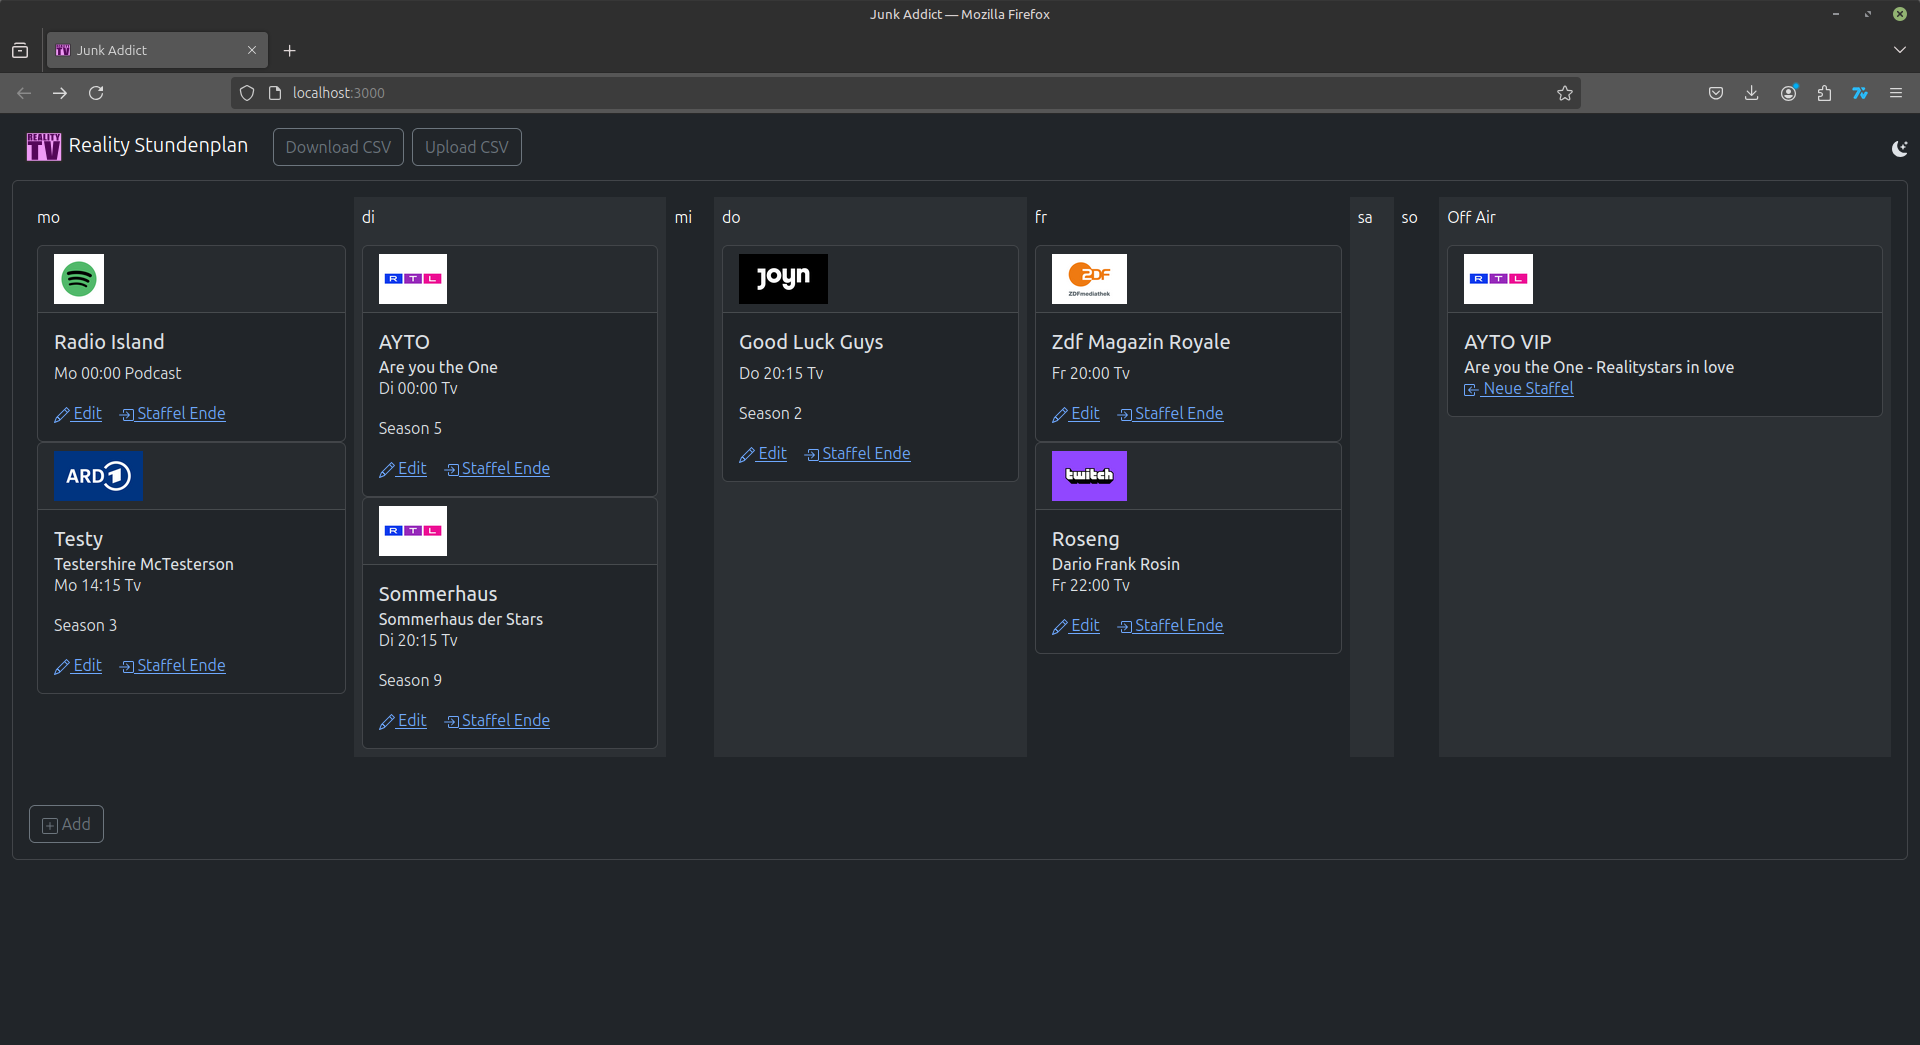 Junk Addict — Mozilla Firefox
Junk Addict
localhost:3000
REALITY TV Reality Stundenplan
Download CSV
Upload CSV
mo
Radio Island
Mo 00:00 Podcast
Edit Staffel Ende
ARD 1
Testy
Testershire McTesterson
Mo 14:15 Tv
Season 3
Edit Staffel Ende
di
RTL
AYTO
Are you the One
Di 00:00 Tv
Season 5
Edit Staffel Ende
RTL
Sommerhaus
Sommerhaus der Stars
Di 20:15 Tv
Season 9
Edit Staffel Ende
mi
do
joyn
Good Luck Guys
Do 20:15 Tv
Season 2
Edit Staffel Ende
fr
ZDF
ZDFmediathek
Zdf Magazin Royale
Fr 20:00 Tv
Edit Staffel Ende
twitch
Roseng
Dario Frank Rosin
Fr 22:00 Tv
Edit Staffel Ende
sa
so
Off Air
RTL
AYTO VIP
Are you the One - Realitystars in love
Neue Staffel
Add